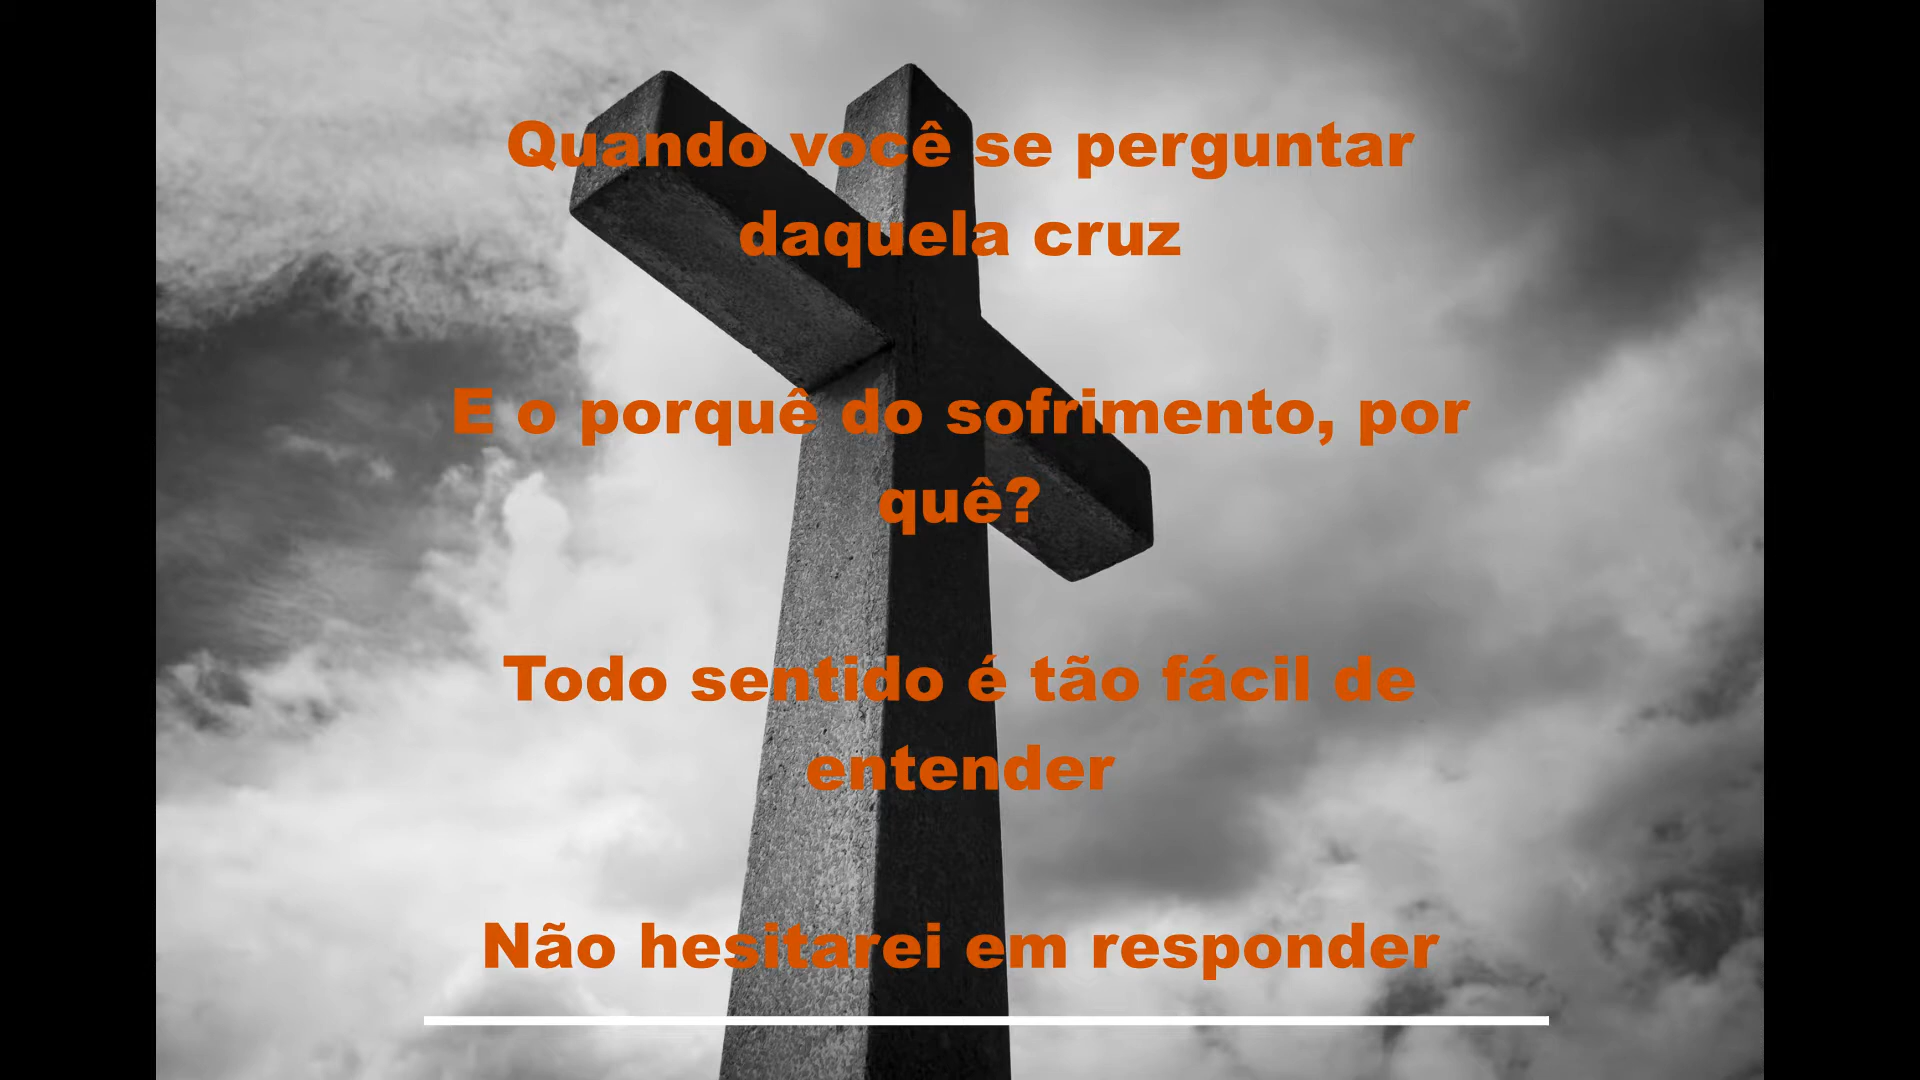 Quando você se perguntar
daquela cruz
E o porquê do sofrimento, por
quê?
Todo sentido é tão fácil de
entender
Não hesitarei em responder